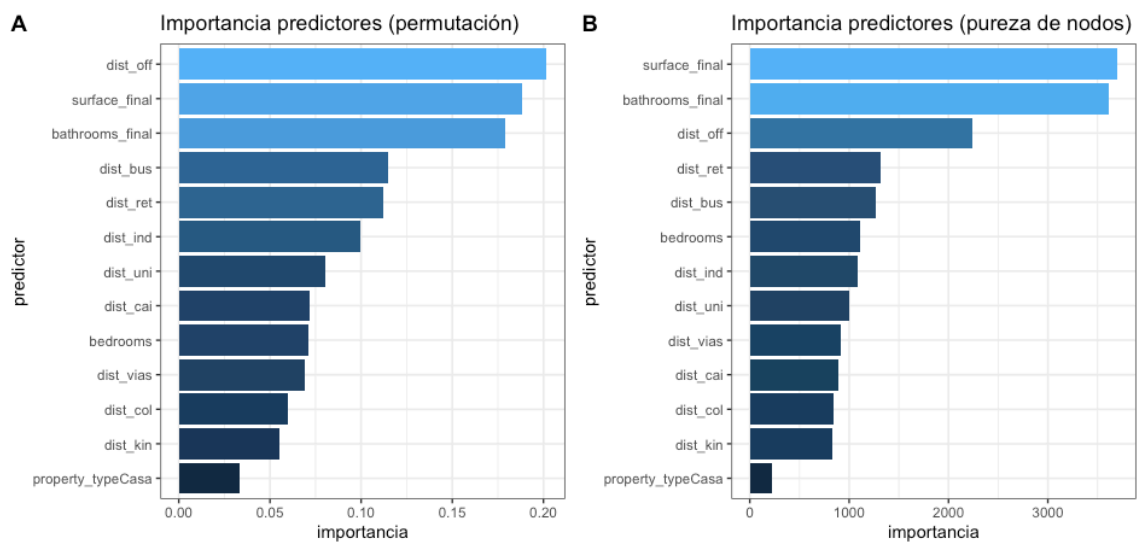 A
Importancia predictores (permutación)
dist_off
surface_final
bathrooms_final
dist_bus
dist_ret
dist_ind
dist_uni
dist_cai
bedrooms
dist_vias
dist_col
dist_kin
property_typeCasa
predictor
0.00 0.05 0.10 0.15 0.20
importancia
B
Importancia predictores (pureza de nodos)
surface_final
bathrooms_final
dist_off
dist_ret
dist_bus
bedrooms
dist_ind
dist_uni
dist_vias
dist_cai
dist_col
dist_kin
property_typeCasa
predictor
0 1000 2000 3000
importancia